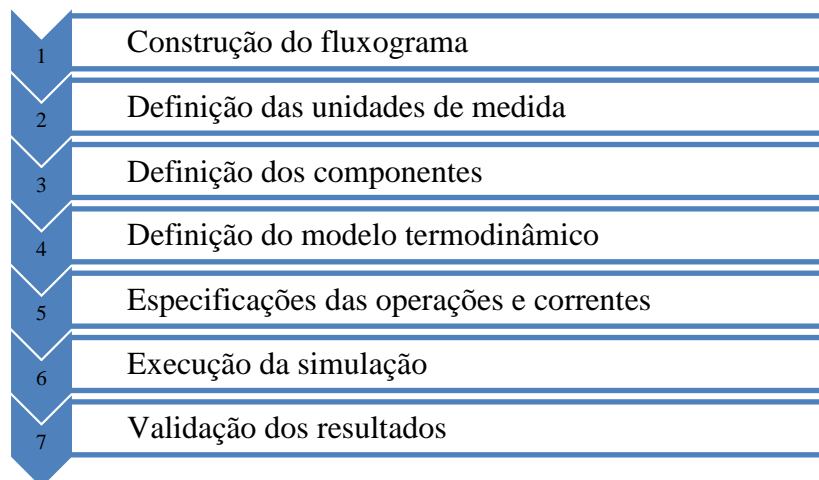 1 Construção do fluxograma
2 Definição das unidades de medida
3 Definição dos componentes
4 Definição do modelo termodinâmico
5 Especificações das operações e correntes
6 Execução da simulação
7 Validação dos resultados